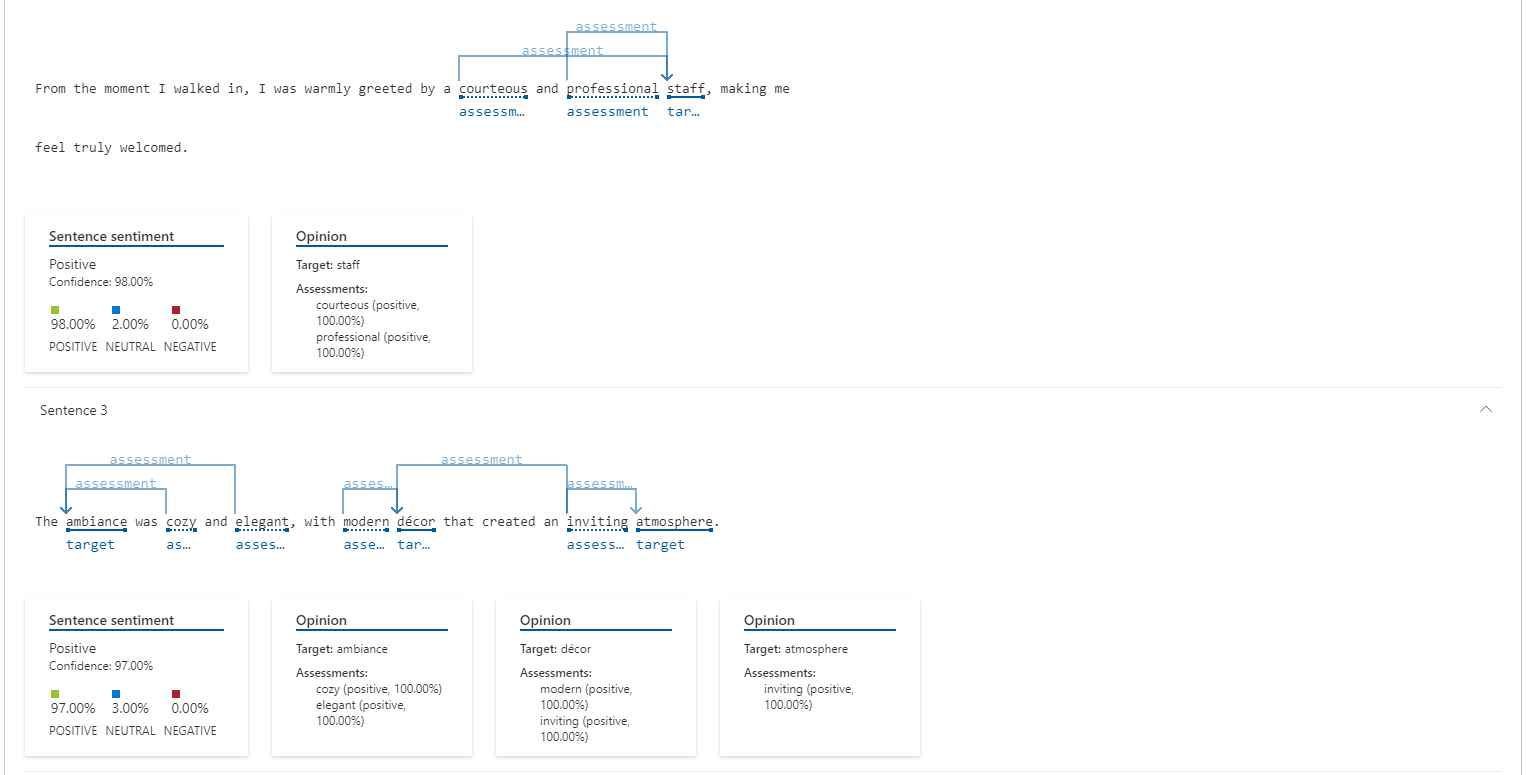 assessment
assessment
From the moment I walked in, I was warmly greeted by a courteous and professional staff, making me
assessm… assessment tar…
feel truly welcomed.
Sentence sentiment
Positive
Confidence: 98.00%
98.00% 2.00% 0.00%
POSITIVE NEUTRAL NEGATIVE
Opinion
Target: staff
Assessments:
courteous (positive,
100.00%)
professional (positive,
100.00%)
Sentence 3
assessment assessment
assessment asses… assessm…
The ambiance was cozy and elegant, with modern décor that created an inviting atmosphere.
target as… asses… asse… tar… assess… target
Sentence sentiment
Positive
Confidence: 97.00%
97.00% 3.00% 0.00%
POSITIVE NEUTRAL NEGATIVE
Opinion
Target: ambiance
Assessments:
cozy (positive, 100.00%)
elegant (positive,
100.00%)
Opinion
Target: décor
Assessments:
modern (positive,
100.00%)
inviting (positive,
100.00%)
Opinion
Target: atmosphere
Assessments:
inviting (positive,
100.00%)